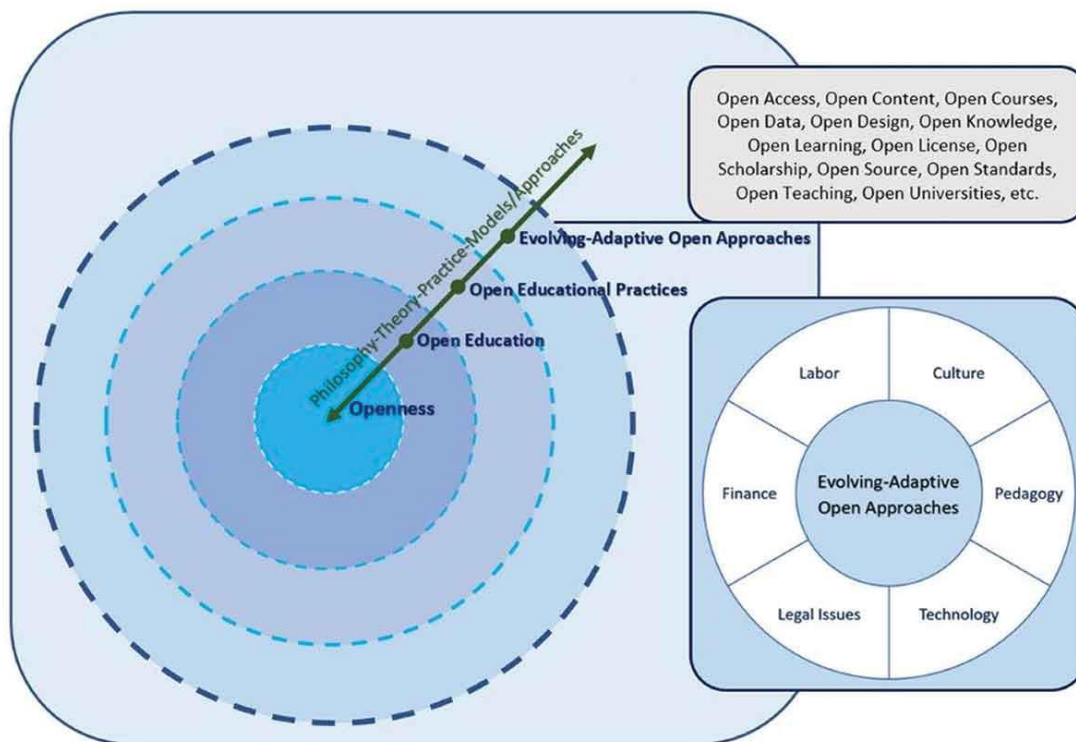 Open Access, Open Content, Open Courses,
Open Data, Open Design, Open Knowledge,
Open Learning, Open License, Open
Scholarship, Open Source, Open Standards,
Open Teaching, Open Universities, etc.
Philosophy-Theory-Practice-Models/Approaches
Evolving-Adaptive Open Approaches
Open Educational Practices
Open Education
Openness
Labor
Culture
Finance
Evolving-Adaptive
Open Approaches
Pedagogy
Legal Issues
Technology